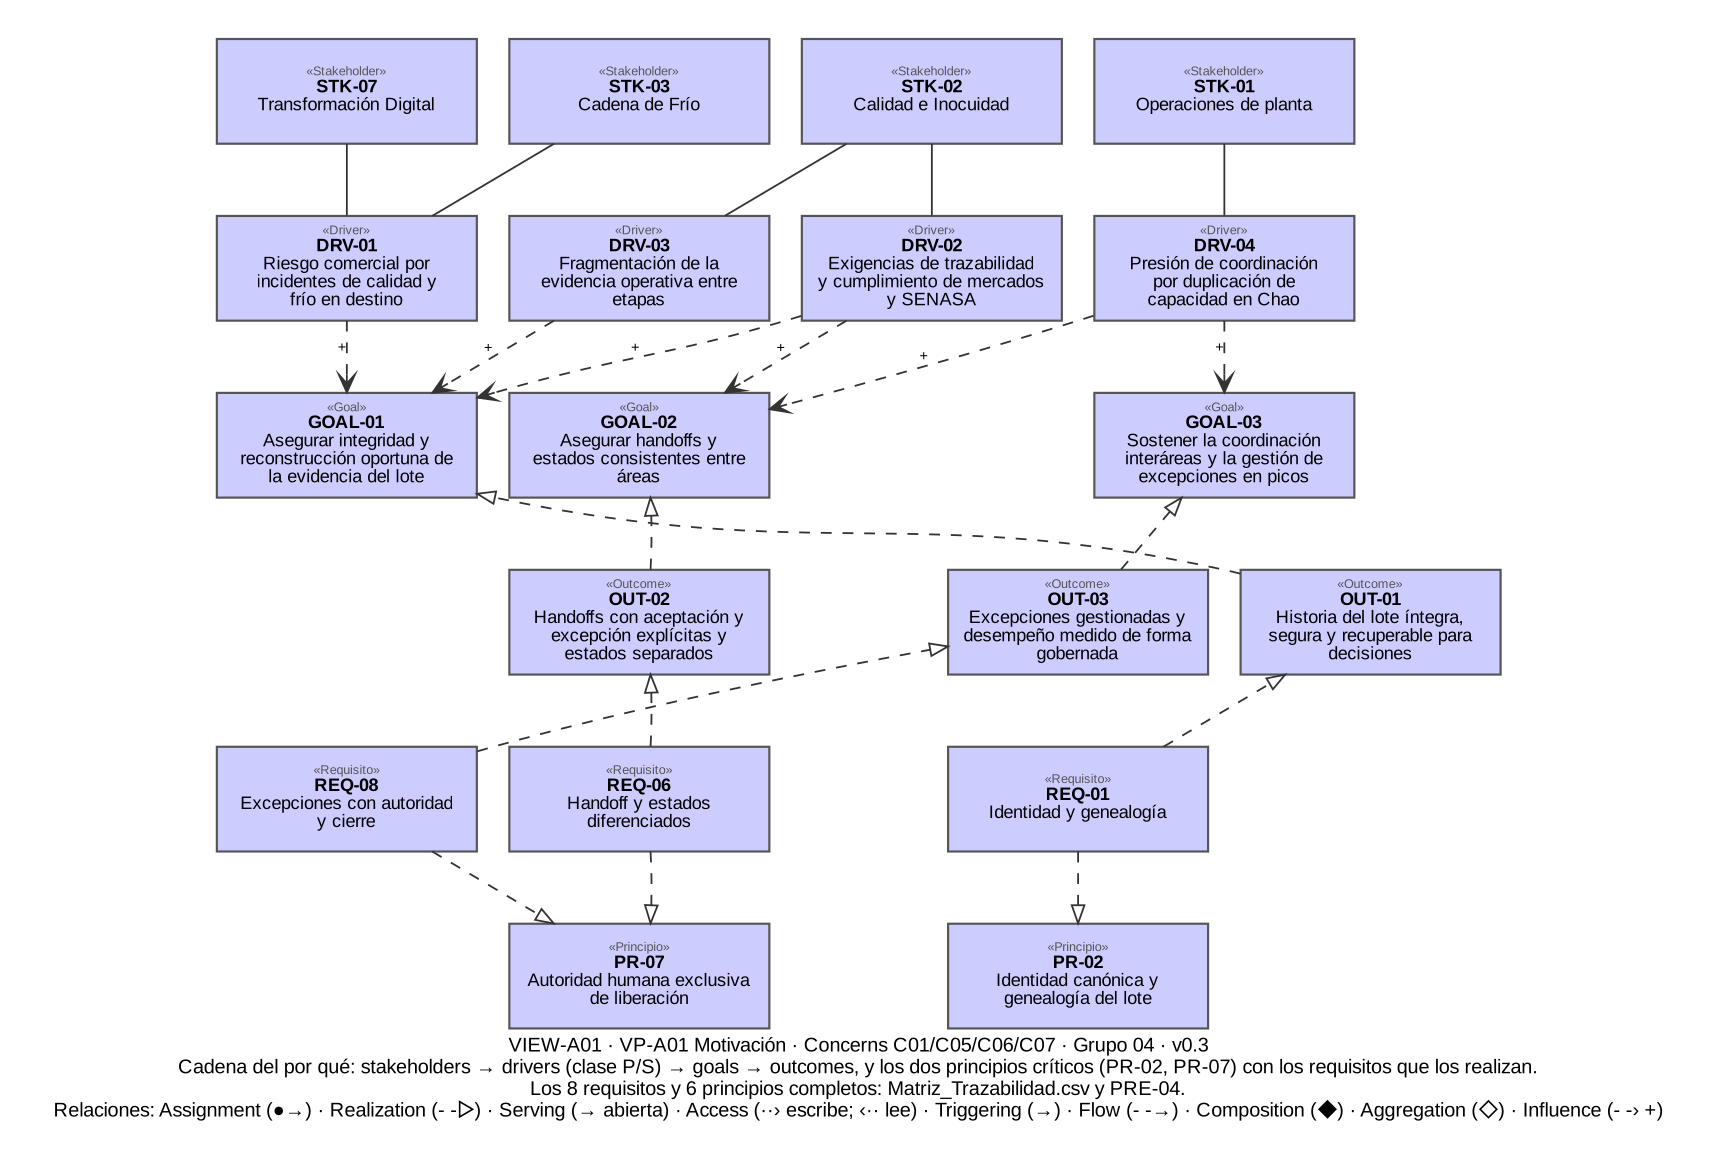 «Stakeholder»
STK-07
Transformación Digital
«Stakeholder»
STK-03
Cadena de Frío
«Stakeholder»
STK-02
Calidad e Inocuidad
«Stakeholder»
STK-01
Operaciones de planta
«Driver»
DRV-01
Riesgo comercial por
incidentes de calidad y
frío en destino
«Driver»
DRV-03
Fragmentación de la
evidencia operativa entre
etapas
«Driver»
DRV-02
Exigencias de trazabilidad
y cumplimiento de mercados
y SENASA
«Driver»
DRV-04
Presión de coordinación
por duplicación de
capacidad en Chao
+
+
+
+
+
+
«Goal»
GOAL-01
Asegurar integridad y
reconstrucción oportuna de
la evidencia del lote
«Goal»
GOAL-02
Asegurar handoffs y
estados consistentes entre
áreas
«Goal»
GOAL-03
Sostener la coordinación
interáreas y la gestión de
excepciones en picos
«Outcome»
OUT-02
Handoffs con aceptación y
excepción explícitas y
estados separados
«Outcome»
OUT-03
Excepciones gestionadas y
desempeño medido de forma
gobernada
«Outcome»
OUT-01
Historia del lote íntegra,
segura y recuperable para
decisiones
«Requisito»
REQ-08
Excepciones con autoridad
y cierre
«Requisito»
REQ-06
Handoff y estados
diferenciados
«Requisito»
REQ-01
Identidad y genealogía
«Principio»
PR-07
Autoridad humana exclusiva
de liberación
«Principio»
PR-02
Identidad canónica y
genealogía del lote
VIEW-A01 · VP-A01 Motivación · Concerns C01/C05/C06/C07 · Grupo 04 · v0.3
Cadena del por qué: stakeholders → drivers (clase P/S) → goals → outcomes, y los dos principios críticos (PR-02, PR-07) con los requisitos que los realizan.
Los 8 requisitos y 6 principios completos: Matriz_Trazabilidad.csv y PRE-04.
Relaciones: Assignment (●→) · Realization (- -▷) · Serving (→ abierta) · Access (··› escribe; ‹·· lee) · Triggering (→) · Flow (- -→) · Composition (◆) · Aggregation (◇) · Influence (- -› +)